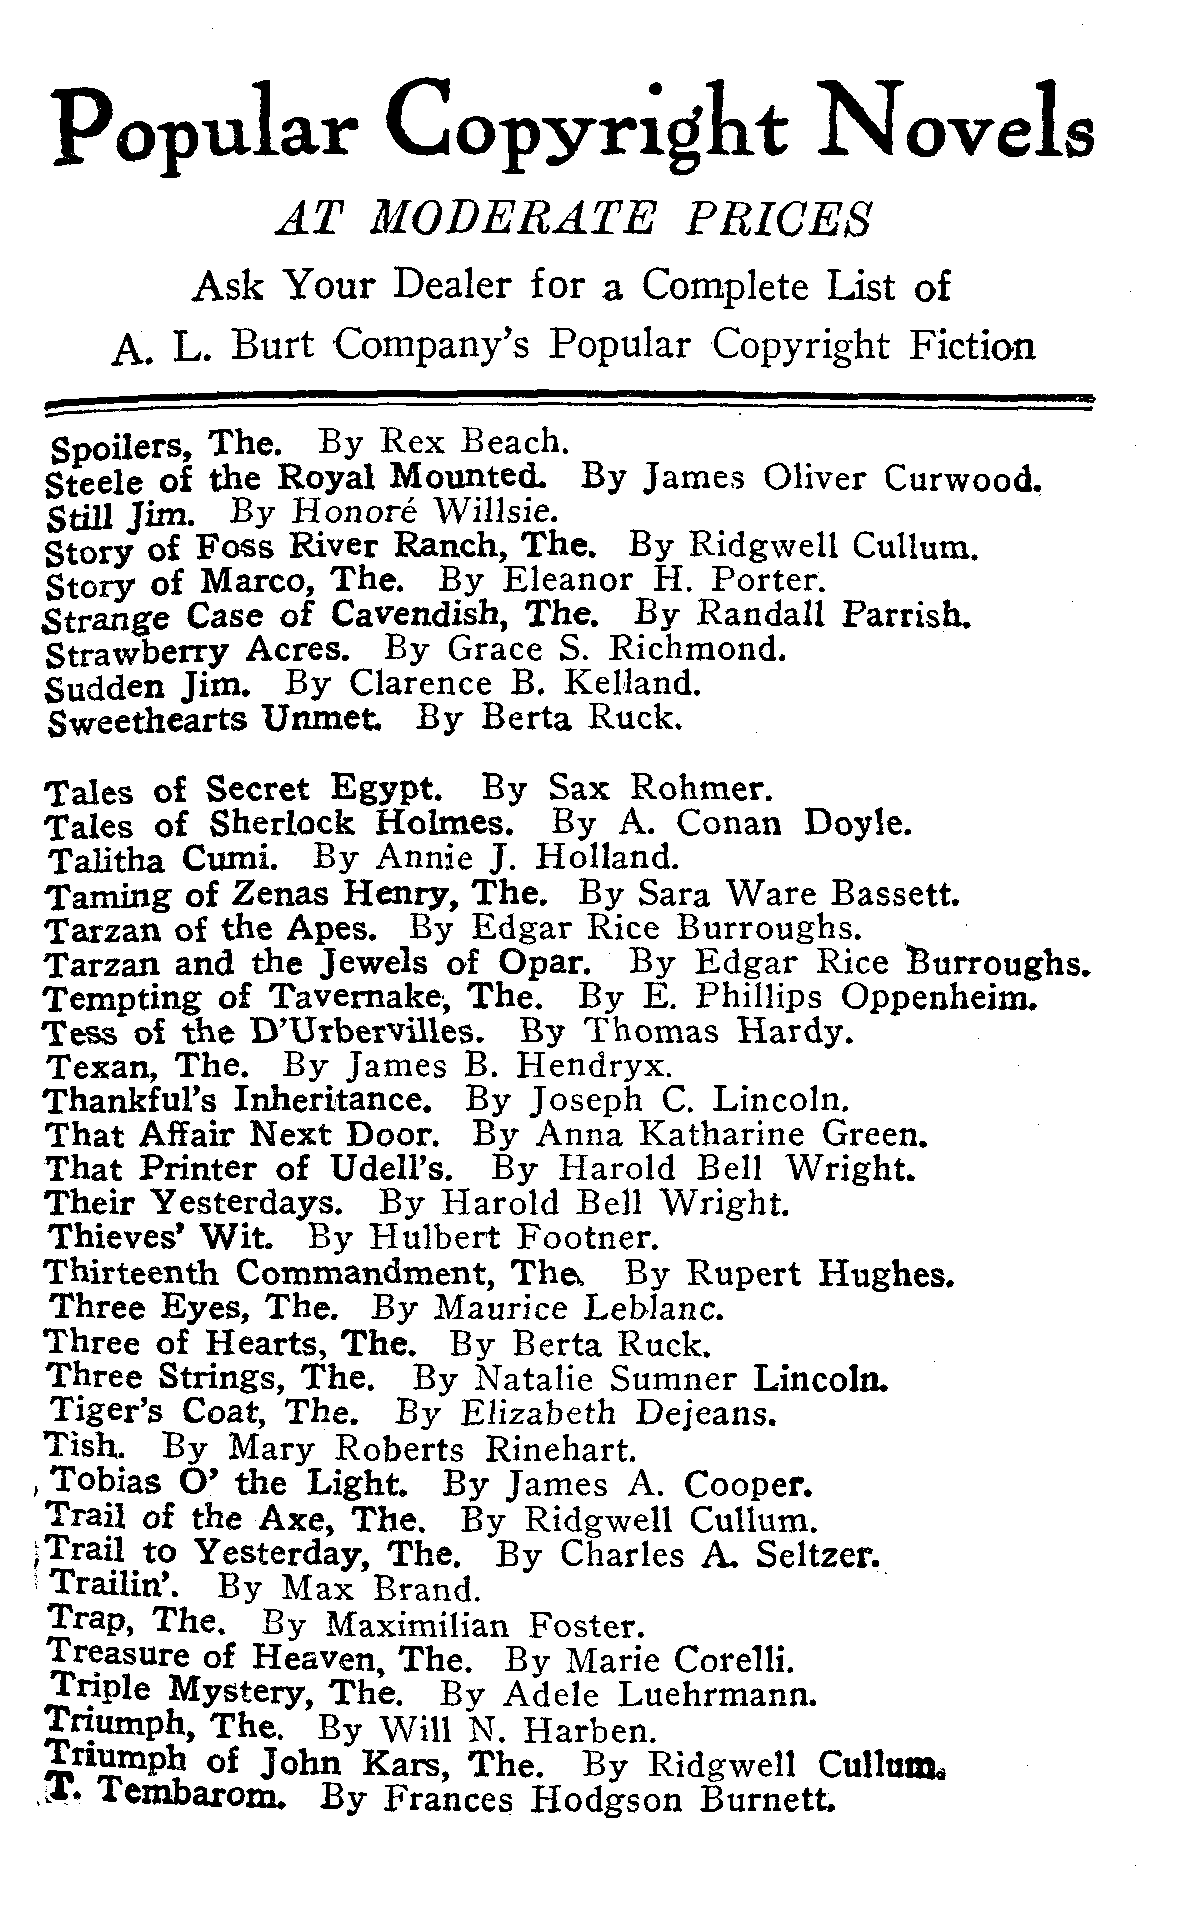 Popular Copyright Novels
AT MODERATE PRICES
Ask Your Dealer for a Complete List of
A. L. Burt Company's Popular Copyright Fiction
Spoilers, The. By Rex Beach.
Steele of the Royal Mounted. By James Oliver Curwood.
Still Jim. By Honoré Willsie.
Story of Foss River Ranch, The. By Ridgwell Cullum.
Story of Marco, The. By Eleanor H. Porter.
Strange Case of Cavendish, The. By Randall Parrish.
Strawberry Acres. By Grace S. Richmond.
Sudden Jim. By Clarence B. Kelland.
Sweethearts Unmet. By Berta Ruck.
Tales of Secret Egypt. By Sax Rohmer.
Tales of Sherlock Holmes. By A. Conan Doyle.
Talitha Cumi. By Annie J. Holland.
Taming of Zenas Henry, The. By Sara Ware Bassett.
Tarzan of the Apes. By Edgar Rice Burroughs.
Tarzan and the Jewels of Opar. By Edgar Rice Burroughs.
Tempting of Tavernake, The. By E. Phillips Oppenheim.
Tess of the D'Urbervilles. By Thomas Hardy.
Texan, The. By James B. Hendryx.
Thankful's Inheritance. By Joseph C. Lincoln.
That Affair Next Door. By Anna Katharine Green.
That Printer of Udell's. By Harold Bell Wright.
Their Yesterdays. By Harold Bell Wright.
Thieves' Wit. By Hulbert Footner.
Thirteenth Commandment, The. By Rupert Hughes.
Three Eyes, The. By Maurice Leblanc.
Three of Hearts, The. By Berta Ruck.
Three Strings, The. By Natalie Sumner Lincoln.
Tiger's Coat, The. By Elizabeth Dejeans.
Tish. By Mary Roberts Rinehart.
Tobias O' the Light. By James A. Cooper.
Trail of the Axe, The. By Ridgwell Cullum.
Trail to Yesterday, The. By Charles A. Seltzer.
Trailin'. By Max Brand.
Trap, The. By Maximilian Foster.
Treasure of Heaven, The. By Marie Corelli.
Triple Mystery, The. By Adele Luehrmann.
Triumph, The. By Will N. Harben.
Triumph of John Kars, The. By Ridgwell Cullum.
T. Tembarom. By Frances Hodgson Burnett.